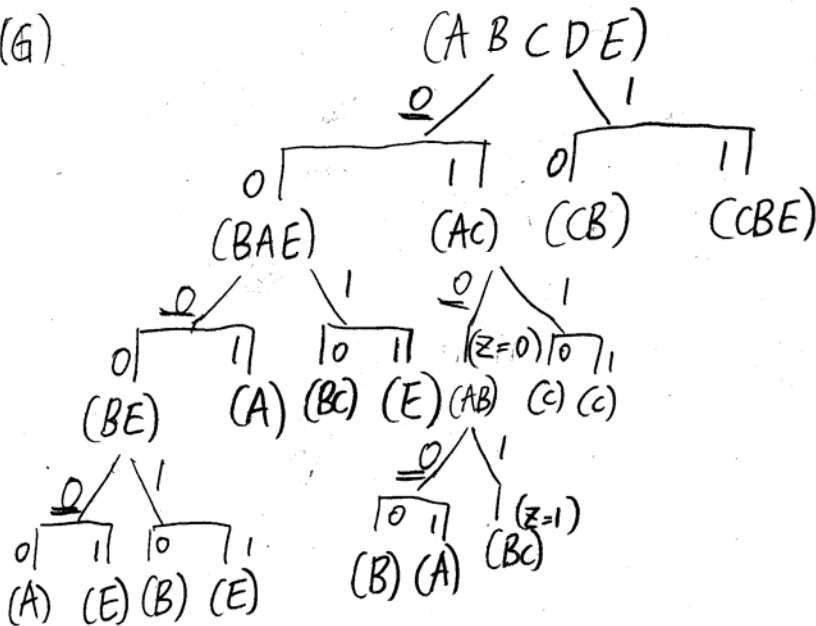 (G) (A B C D E)
0 1
0 1 0 1
(BAE) (AC) (CB) (CBE)
0 1 0 1
0 1 0 1 (Z=0) 0 1
(BE) (A) (BC) (E) (AB) (C) (C)
0 1 0 1
0 1 0 1 0 1 (Z=1)
(A) (E) (B) (E) (B) (A) (BC)